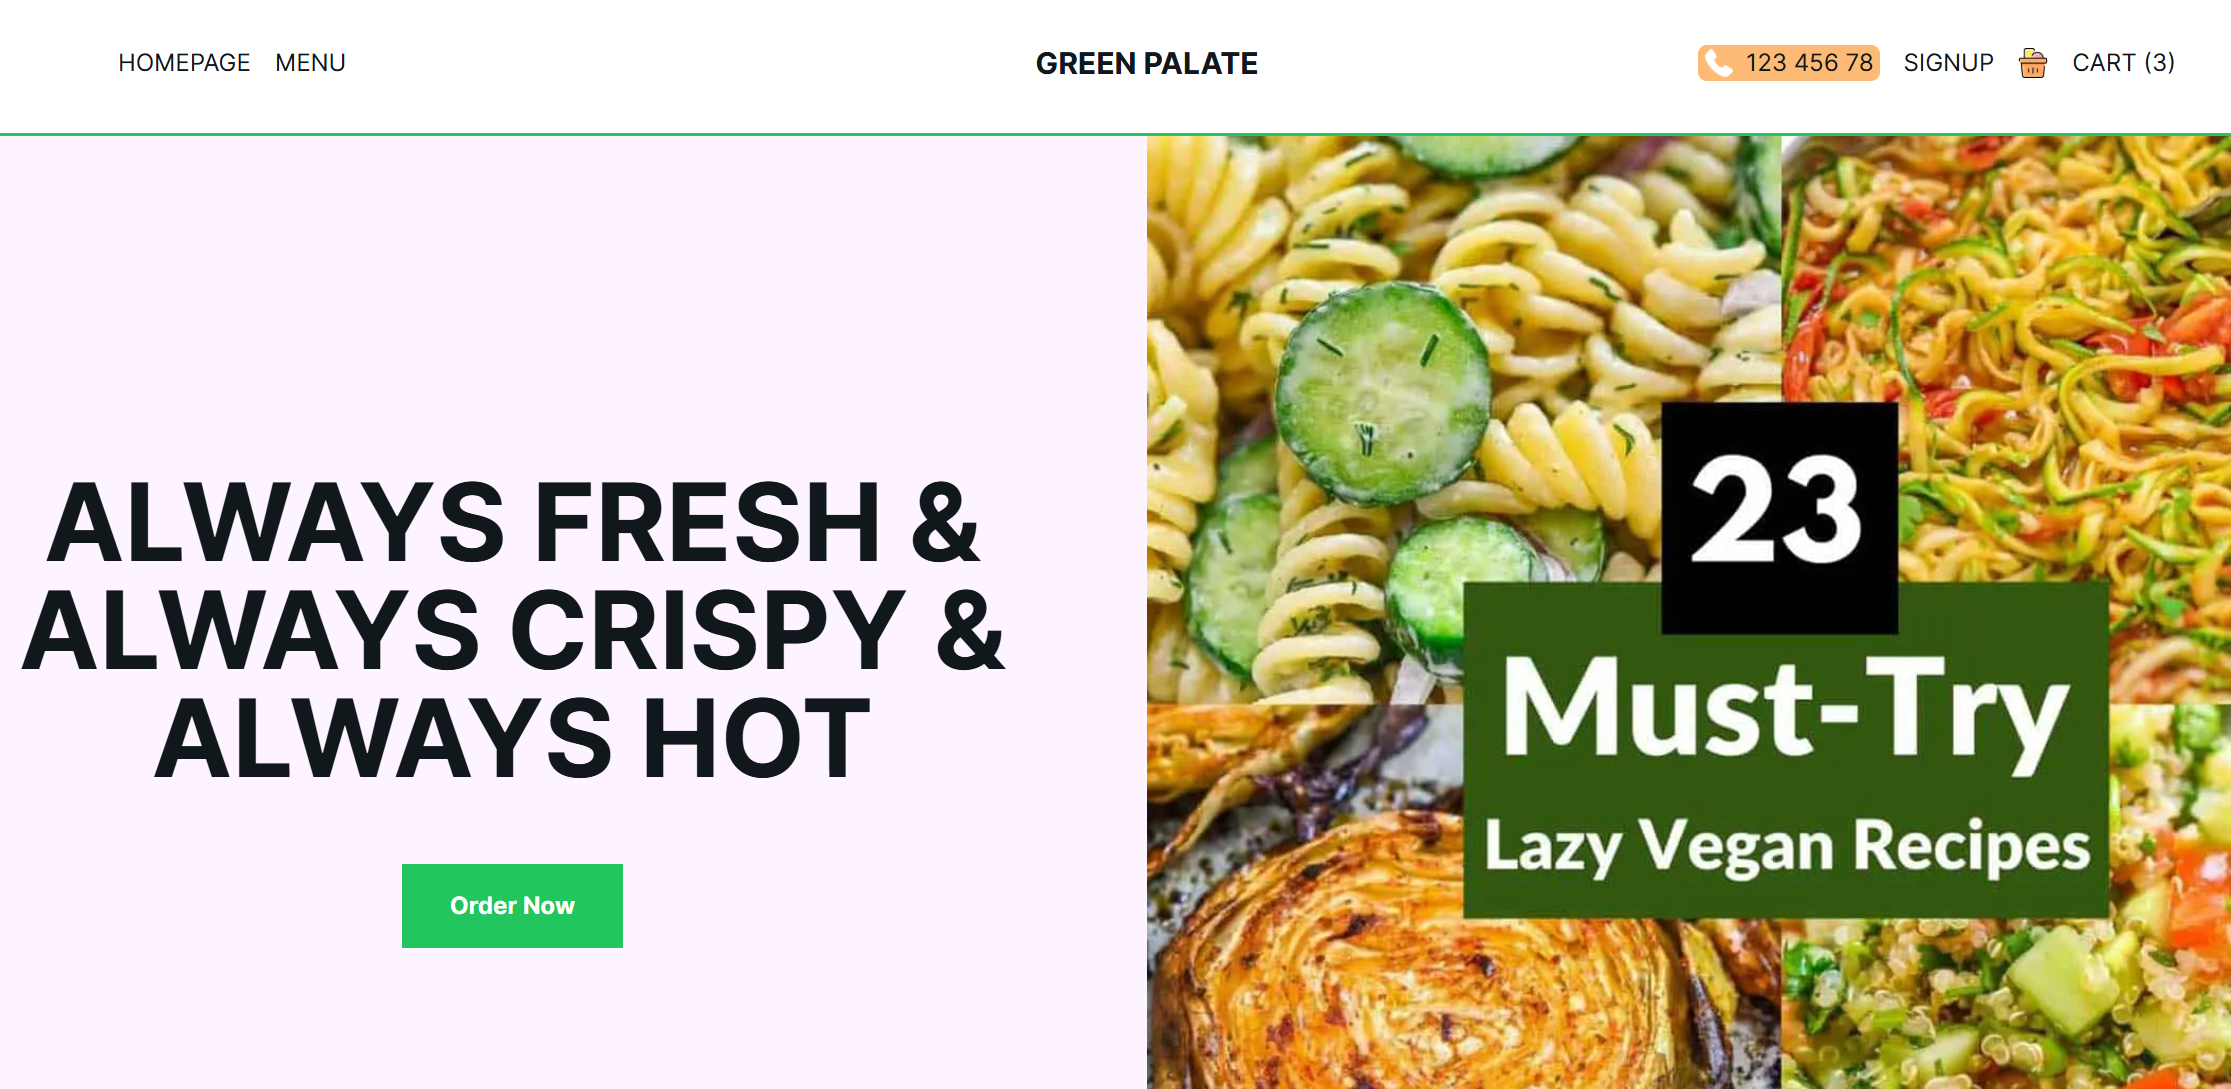 HOMEPAGE MENU GREEN PALATE 123 456 78 SIGNUP CART (3)
ALWAYS FRESH &
ALWAYS CRISPY &
ALWAYS HOT
Order Now
23
Must-Try
Lazy Vegan Recipes